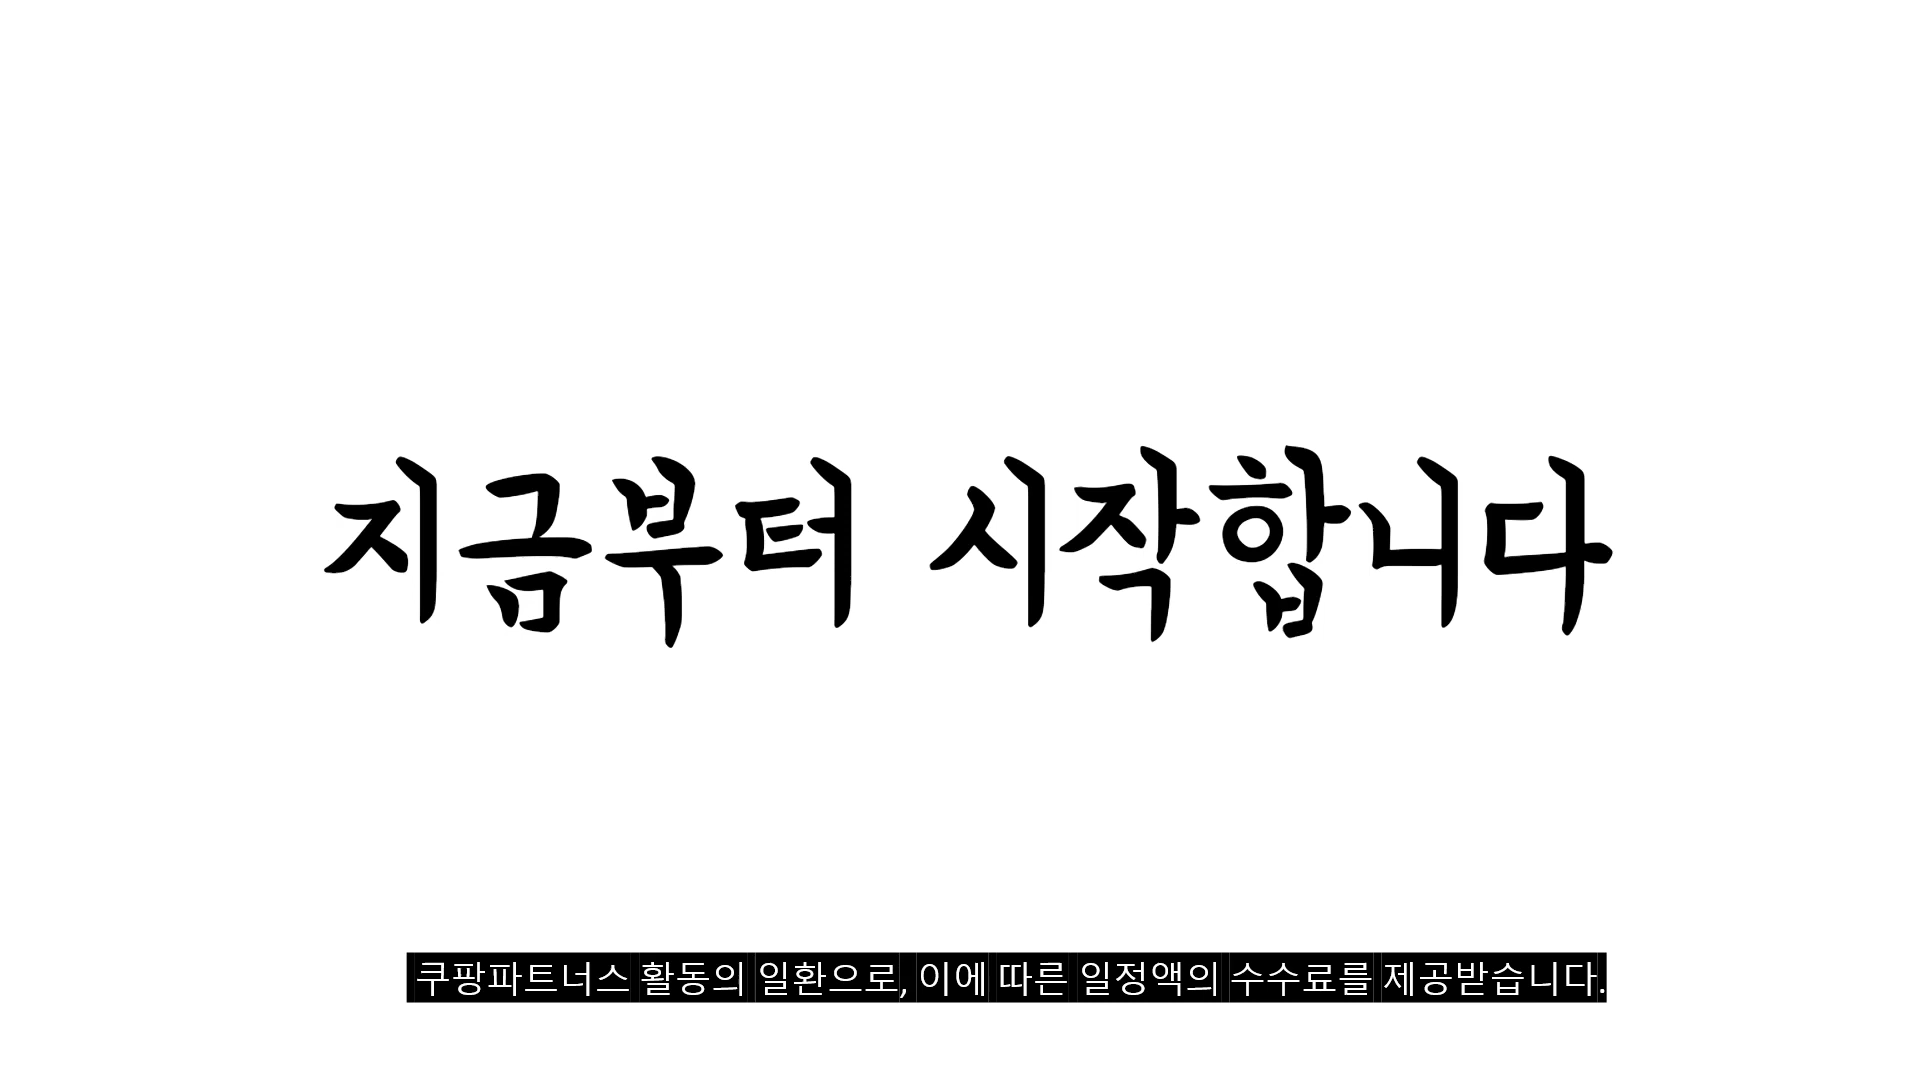 지금부터 시작합니다
쿠팡파트너스 활동의 일환으로, 이에 따른 일정액의 수수료를 제공받습니다.